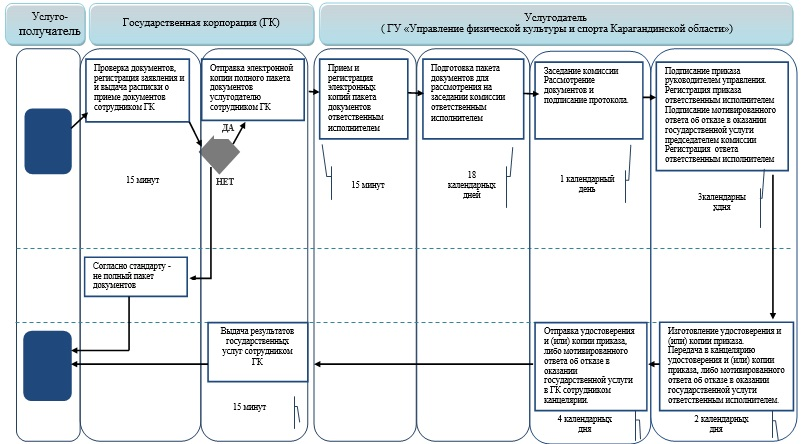 Услуго-
получатель
Государственная корпорация (ГК)
Услугодатель
( ГУ «Управление физической культуры и спорта Карагандинской области»)
Проверка документов,
регистрация заявления и
и выдача расписки о
приеме документов
сотрудником ГК
Отправка электронной
копии полного пакета
документов
услугодателю
сотрудником ГК
Прием и
регистрация
электронных
копий пакета
документов
ответственным
исполнителем
Подготовка пакета
документов для
рассмотрения на
заседании комиссии
ответственным
исполнителем
Заседание комиссии
Рассмотрение
документов и
подписание протокола.
Подписание приказа
руководителем управления.
Регистрация приказа
ответственным исполнителем
Подписание мотивированного
ответа об отказе в оказании
государственной услуги
председателем комиссии
Регистрация ответа
ответственным исполнителем
ДА
НЕТ
15 минут
15 минут
18
календарных
дней
1 календарный
день
3календарны
хдня
Согласно стандарту -
не полный пакет
документов
Выдача результатов
государственных
услуг сотрудником
ГК
Отправка удостоверения
и (или) копии приказа,
либо мотивированного
ответа об отказе в
оказании
государственной услуги
в ГК сотрудником
канцелярии.
Изготовление удостоверения и
(или) копии приказа.
Передача в канцелярию
удостоверения и (или) копии
приказа, либо мотивированного
ответа об отказе в оказании
государственной услуги
ответственным исполнителем.
15 минут
4 календарных
дня
2 календарных
дня